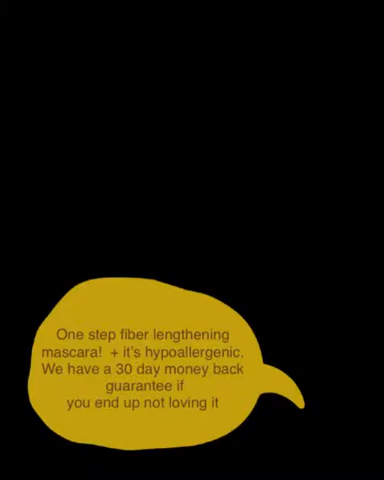 One step fiber lengthening
mascara!  + it's hypoallergenic.
We have a 30 day money back
guarantee if
you end up not loving it